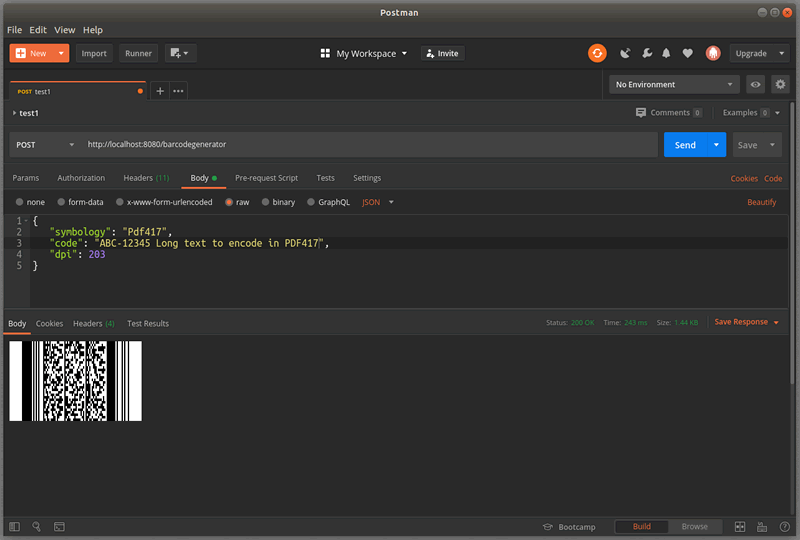 Postman
File Edit View Help
New Import Runner My Workspace Invite Upgrade
POST test1 No Environment
test1 Comments 0 Examples 0
POST http://localhost:8080/barcodegenerator Send Save
Params Authorization Headers (11) Body Pre-request Script Tests Settings Cookies Code
none form-data x-www-form-urlencoded raw binary GraphQL JSON Beautify
1 {
2 "symbology": "Pdf417",
3 "code": "ABC-12345 Long text to encode in PDF417",
4 "dpi": 203
5 }
Body Cookies Headers (4) Test Results Status: 200 OK Time: 243 ms Size: 1.44 KB Save Response
Bootcamp Build Browse